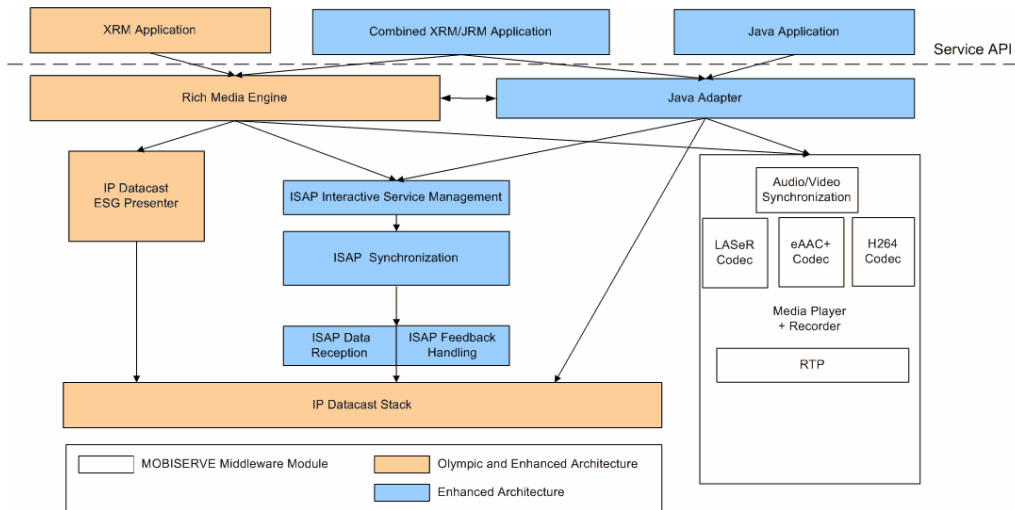 XRM Application
Combined XRM/JRM Application
Java Application
Service API
Rich Media Engine
Java Adapter
IP Datacast
ESG Presenter
ISAP Interactive Service Management
ISAP Synchronization
ISAP Data
Reception
ISAP Feedback
Handling
IP Datacast Stack
Audio/Video
Synchronization
LASeR
Codec
eAAC+
Codec
H264
Codec
Media Player
+ Recorder
RTP
MOBISERVE Middleware Module
Olympic and Enhanced Architecture
Enhanced Architecture